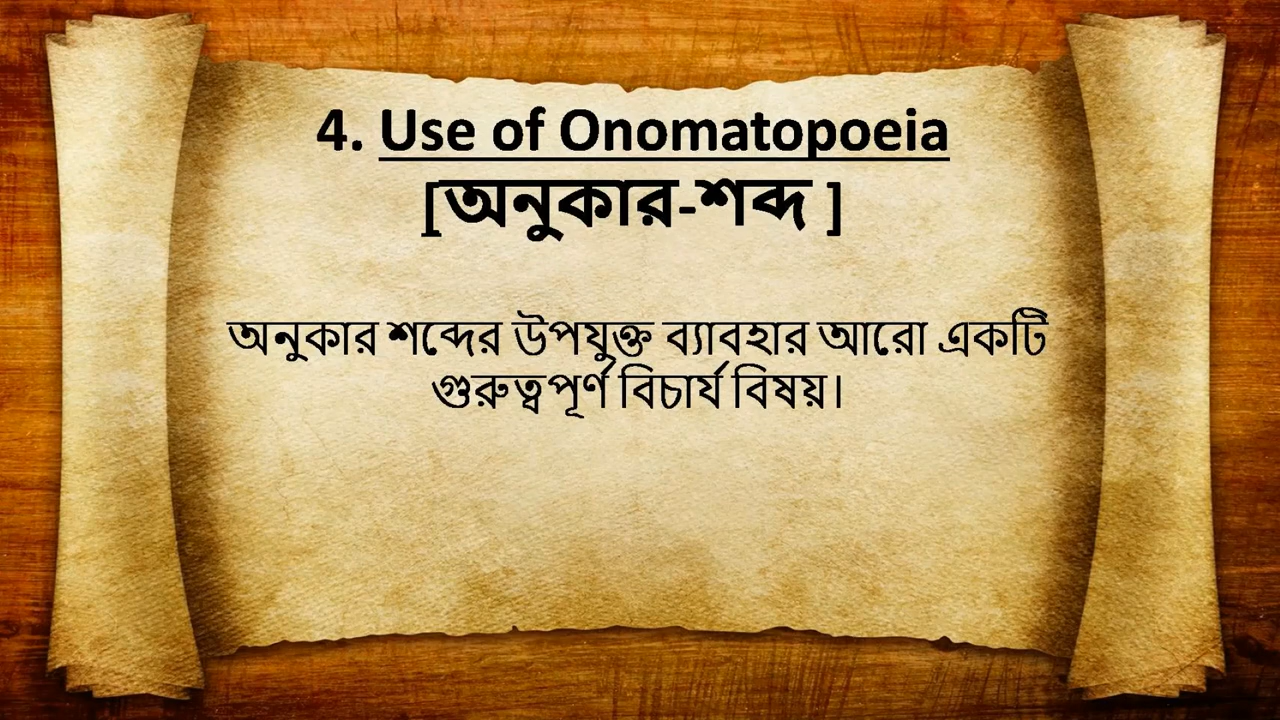 4. Use of Onomatopoeia
[অনুকার-শব্দ ]
অনুকার শব্দের উপযুক্ত ব্যাবহার আরো একটি
গুরুত্বপূর্ণ বিচার্য বিষয়।